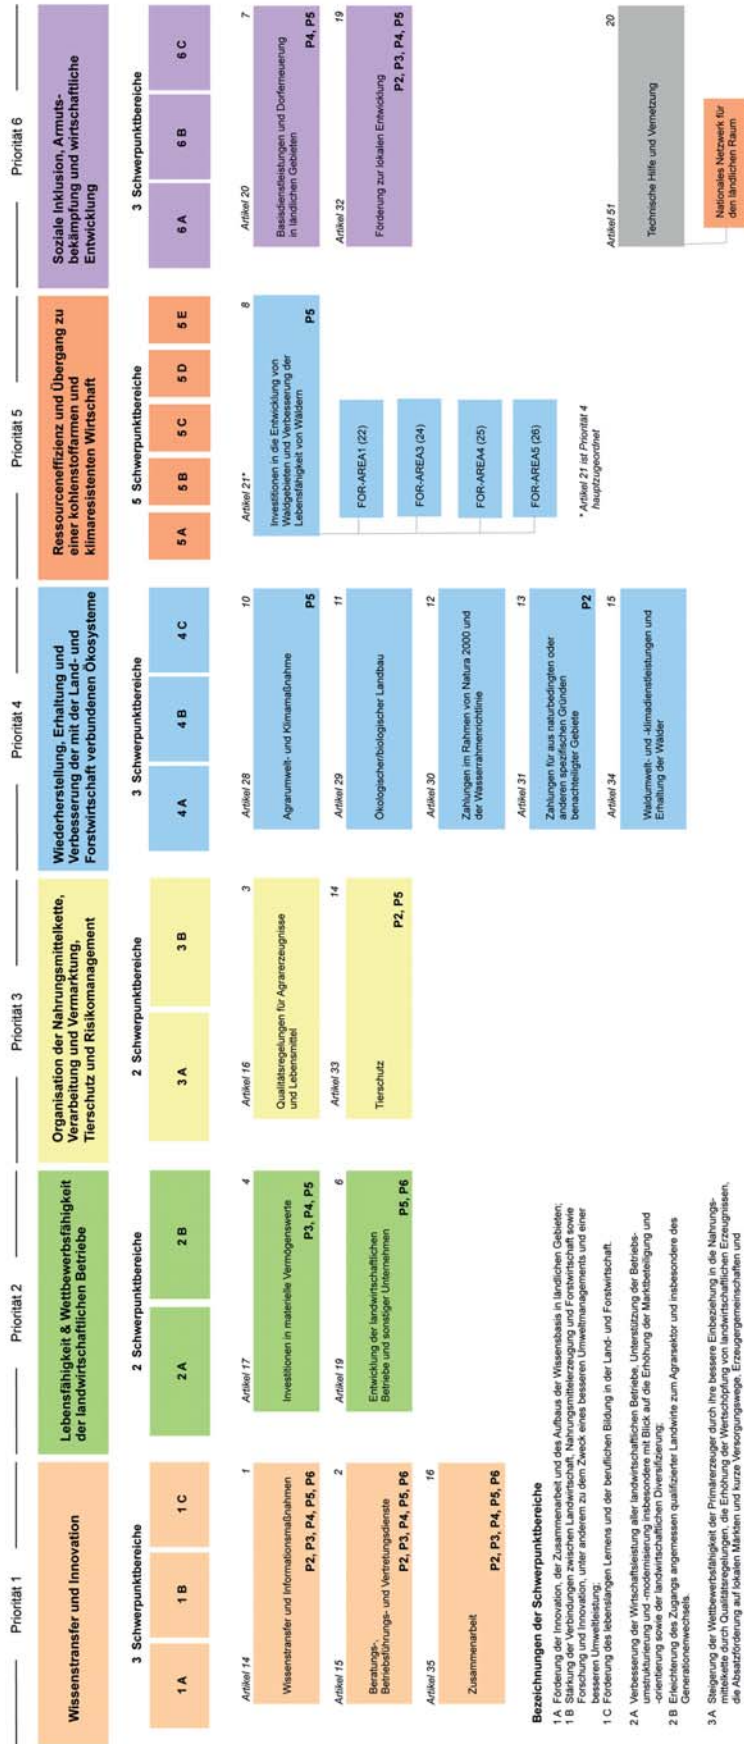 Priorität 1
Wissenstransfer und Innovation
3 Schwerpunktbereiche
1 A
1 B
1 C
Artikel 14
1
Wissenstransfer und Informationsmaßnahmen
P2, P3, P4, P5, P6
Artikel 15
2
Beratungs-,
Betriebsführungs- und Vertretungsdienste
P2, P3, P4, P5, P6
Artikel 35
16
Zusammenarbeit
P2, P3, P4, P5, P6
Priorität 2
Lebensfähigkeit & Wettbewerbsfähigkeit
der landwirtschaftlichen Betriebe
2 Schwerpunktbereiche
2 A
2 B
Artikel 17
4
Investitionen in materielle Vermögenswerte
P3, P4, P5
Artikel 19
6
Entwicklung der landwirtschaftlichen
Betriebe und sonstiger Unternehmen
P5, P6
Priorität 3
Organisation der Nahrungsmittelkette,
Verarbeitung und Vermarktung,
Tierschutz und Risikomanagement
2 Schwerpunktbereiche
3 A
3 B
Artikel 16
3
Qualitätsregelungen für Agrarerzeugnisse
und Lebensmittel
Artikel 33
14
Tierschutz
P2, P5
Priorität 4
Wiederherstellung, Erhaltung und
Verbesserung der mit der Land- und
Forstwirtschaft verbundenen Ökosysteme
3 Schwerpunktbereiche
4 A
4 B
4 C
Artikel 28
10
Agrarumwelt- und Klimamaßnahme
P5
Artikel 29
11
Ökologischer/biologischer Landbau
Artikel 30
12
Zahlungen im Rahmen von Natura 2000 und
der Wasserrahmenrichtlinie
Artikel 31
13
Zahlungen für aus naturbedingten oder
anderen spezifischen Gründen
benachteiligter Gebiete
P2
Artikel 34
15
Waldumwelt- und -klimadienstleistungen und
Erhaltung der Wälder
Priorität 5
Ressourceneffizienz und Übergang zu
einer kohlenstoffarmen und
klimaresistenten Wirtschaft
5 Schwerpunktbereiche
5 A
5 B
5 C
5 D
5 E
Artikel 21*
8
Investitionen in die Entwicklung von
Waldgebieten und Verbesserung der
Lebensfähigkeit von Wäldern
P5
FOR-AREA1 (22)
FOR-AREA3 (24)
FOR-AREA4 (25)
FOR-AREA5 (26)
* Artikel 21 ist Priorität 4
hauptzugeordnet
Priorität 6
Soziale Inklusion, Armuts-
bekämpfung und wirtschaftliche
Entwicklung
3 Schwerpunktbereiche
6 A
6 B
6 C
Artikel 20
7
Basisdienstleistungen und Dorferneuerung
in ländlichen Gebieten
P4, P5
Artikel 32
19
Förderung zur lokalen Entwicklung
P2, P3, P4, P5
Artikel 51
20
Technische Hilfe und Vernetzung
Nationales Netzwerk für
den ländlichen Raum
Bezeichnungen der Schwerpunktbereiche
1 A Förderung der Innovation, der Zusammenarbeit und des Aufbaus der Wissensbasis in ländlichen Gebieten;
1 B Stärkung der Verbindungen zwischen Landwirtschaft, Nahrungsmittelerzeugung und Forstwirtschaft sowie
Forschung und Innovation, unter anderem zu dem Zweck eines besseren Umweltmanagements und einer
besseren Umweltleistung;
1 C Förderung des lebenslangen Lernens und der beruflichen Bildung in der Land- und Forstwirtschaft.
2 A Verbesserung der Wirtschaftsleistung aller landwirtschaftlichen Betriebe, Unterstützung der Betriebs-
umstrukturierung und -modernisierung insbesondere mit Blick auf die Erhöhung der Marktbeteiligung und
-orientierung sowie der landwirtschaftlichen Diversifizierung;
2 B Erleichterung des Zugangs angemessen qualifizierter Landwirte zum Agrarsektor und insbesondere des
Generationenwechsels.
3 A Steigerung der Wettbewerbsfähigkeit der Primärerzeuger durch ihre bessere Einbeziehung in die Nahrungs-
mittelkette durch Qualitätsregelungen, die Erhöhung der Wertschöpfung von landwirtschaftlichen Erzeugnissen,
die Absatzförderung auf lokalen Märkten und kurze Versorgungswege, Erzeugergemeinschaften und